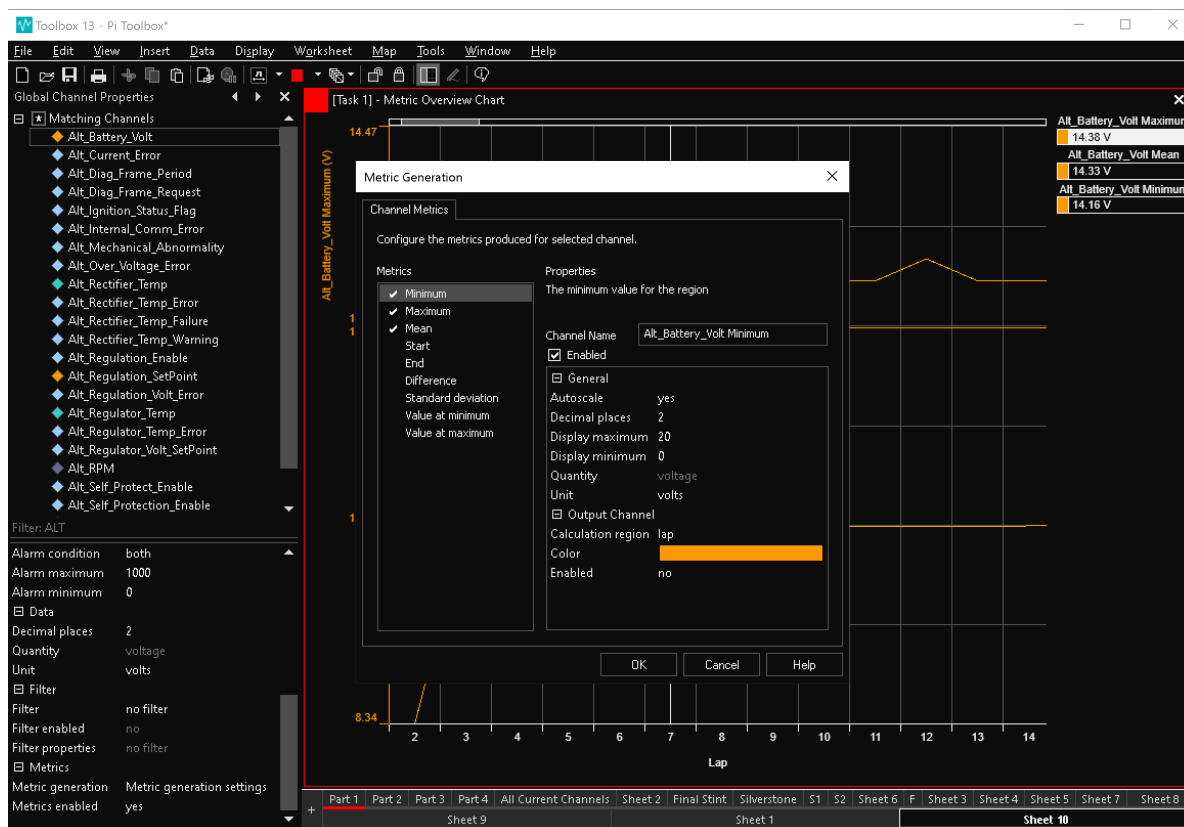 Toolbox 13 - Pi Toolbox*
File Edit View Insert Data Display Worksheet Map Tools Window Help
Global Channel Properties
Matching Channels
Alt_Battery_Volt
Alt_Current_Error
Alt_Diag_Frame_Period
Alt_Diag_Frame_Request
Alt_Ignition_Status_Flag
Alt_Internal_Comm_Error
Alt_Mechanical_Abnormality
Alt_Over_Voltage_Error
Alt_Rectifier_Temp
Alt_Rectifier_Temp_Error
Alt_Rectifier_Temp_Failure
Alt_Rectifier_Temp_Warning
Alt_Regulation_Enable
Alt_Regulation_SetPoint
Alt_Regulation_Volt_Error
Alt_Regulator_Temp
Alt_Regulator_Temp_Error
Alt_Regulator_Volt_SetPoint
Alt_RPM
Alt_Self_Protect_Enable
Alt_Self_Protection_Enable
Filter: ALT
Alarm condition both
Alarm maximum 1000
Alarm minimum 0
Data
Decimal places 2
Quantity voltage
Unit volts
Filter
Filter no filter
Filter enabled no
Filter properties no filter
Metrics
Metric generation Metric generation settings
Metrics enabled yes
[Task 1] - Metric Overview Chart
14.47
Alt_Battery_Volt Maximum (V)
1
1
1
8.34
2 3 4 5 6 7 8 9 10 11 12 13 14
Lap
Alt_Battery_Volt Maximum
14.38 V
Alt_Battery_Volt Mean
14.33 V
Alt_Battery_Volt Minimum
14.16 V
Metric Generation
Channel Metrics
Configure the metrics produced for selected channel.
Metrics
Minimum
Maximum
Mean
Start
End
Difference
Standard deviation
Value at minimum
Value at maximum
Properties
The minimum value for the region
Channel Name Alt_Battery_Volt Minimum
Enabled
General
Autoscale yes
Decimal places 2
Display maximum 20
Display minimum 0
Quantity voltage
Unit volts
Output Channel
Calculation region lap
Color
Enabled no
OK Cancel Help
+ Part 1 Part 2 Part 3 Part 4 All Current Channels Sheet 2 Final Stint Silverstone S1 S2 Sheet 6 F Sheet 3 Sheet 4 Sheet 5 Sheet 7 Sheet 8
Sheet 9 Sheet 1 Sheet 10